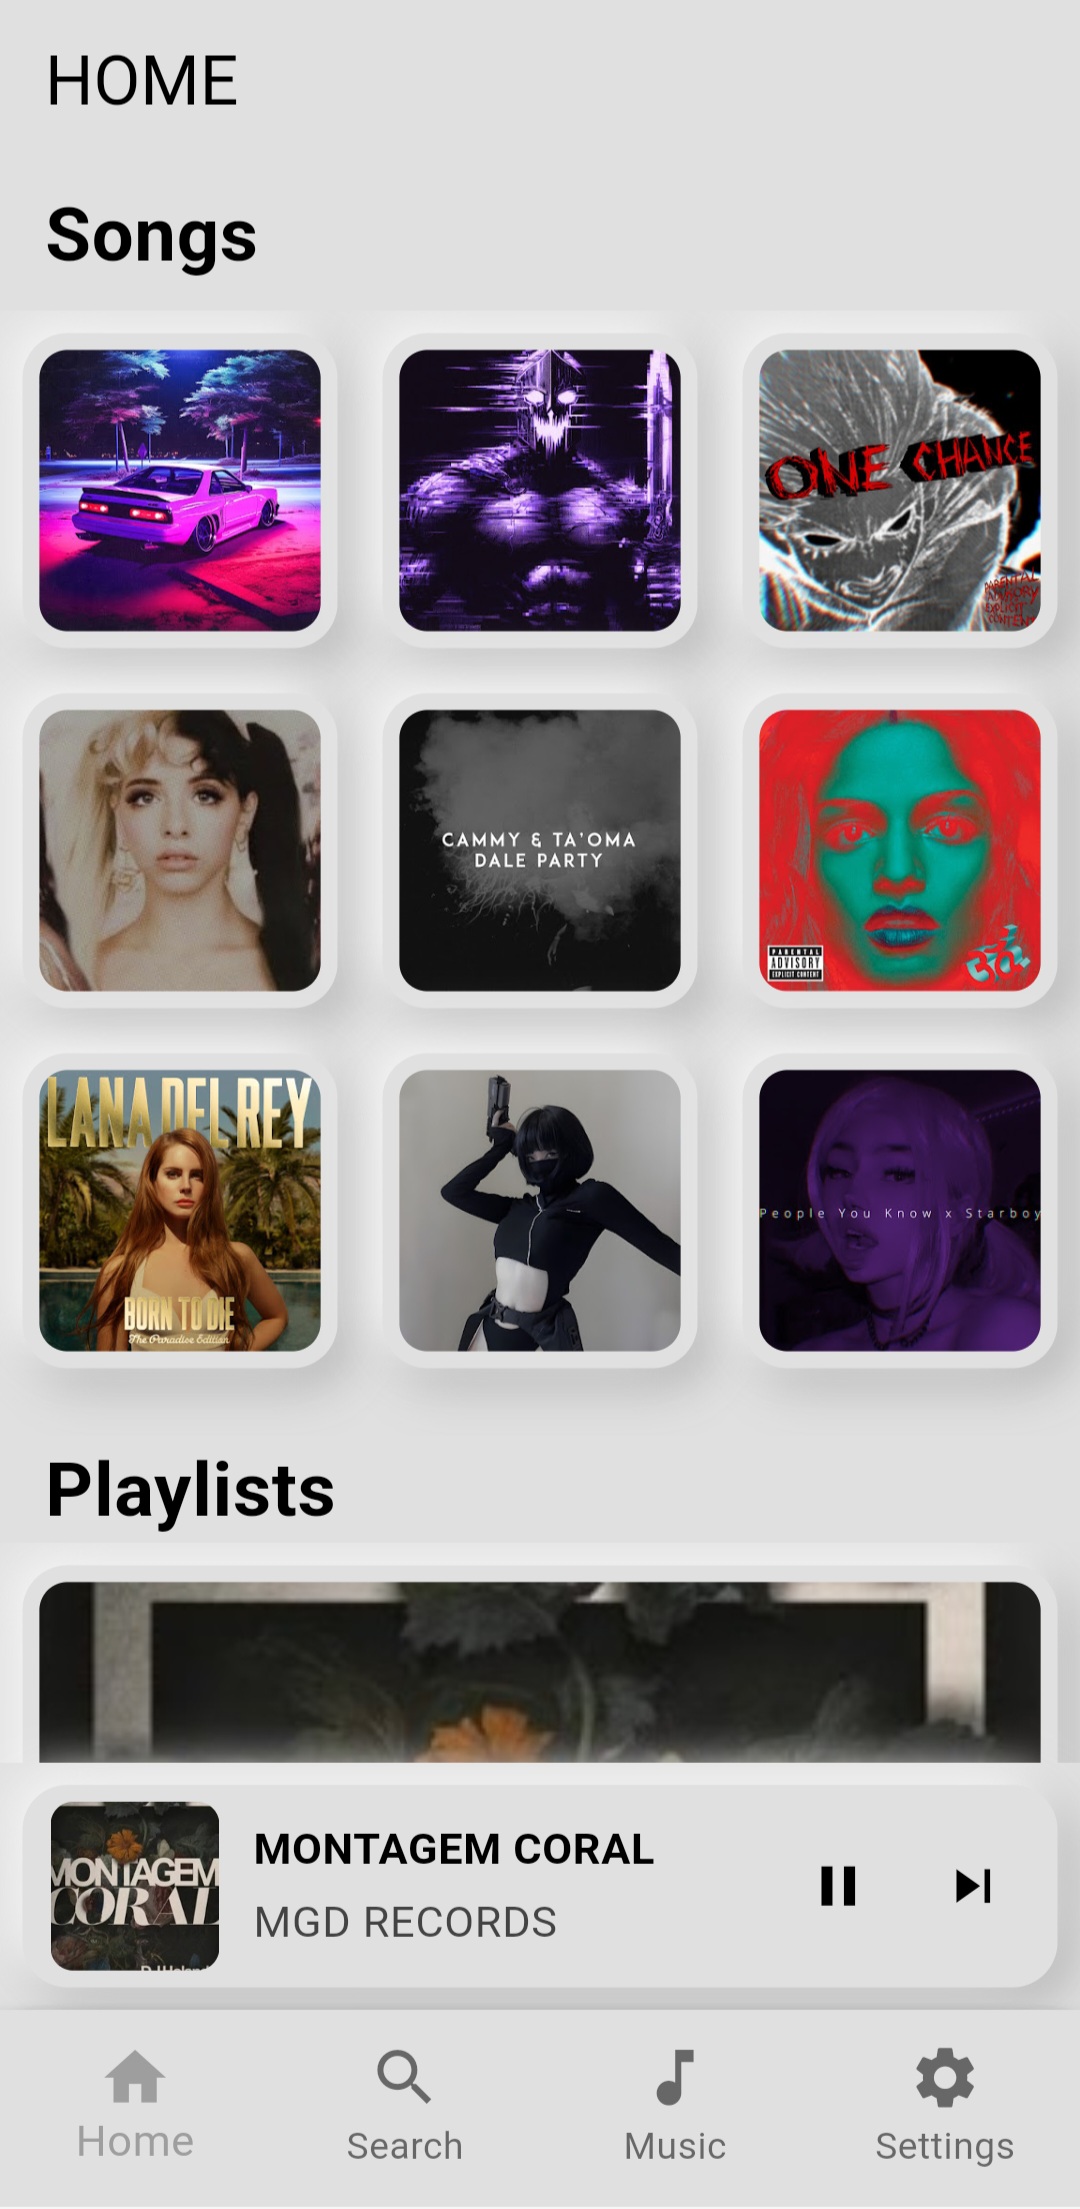 HOME
Songs
ONE CHANCE
PARENTAL
ADVISORY
EXPLICIT
CONTENT
CAMMY & TA'OMA
DALE PARTY
PARENTAL
ADVISORY
EXPLICIT CONTENT
LANA DEL REY
BORN TO DIE
The Paradise Edition
People You Know x Starboy
Playlists
MONTAGEM
CORAL
MONTAGEM CORAL
MGD RECORDS
Home
Search
Music
Settings